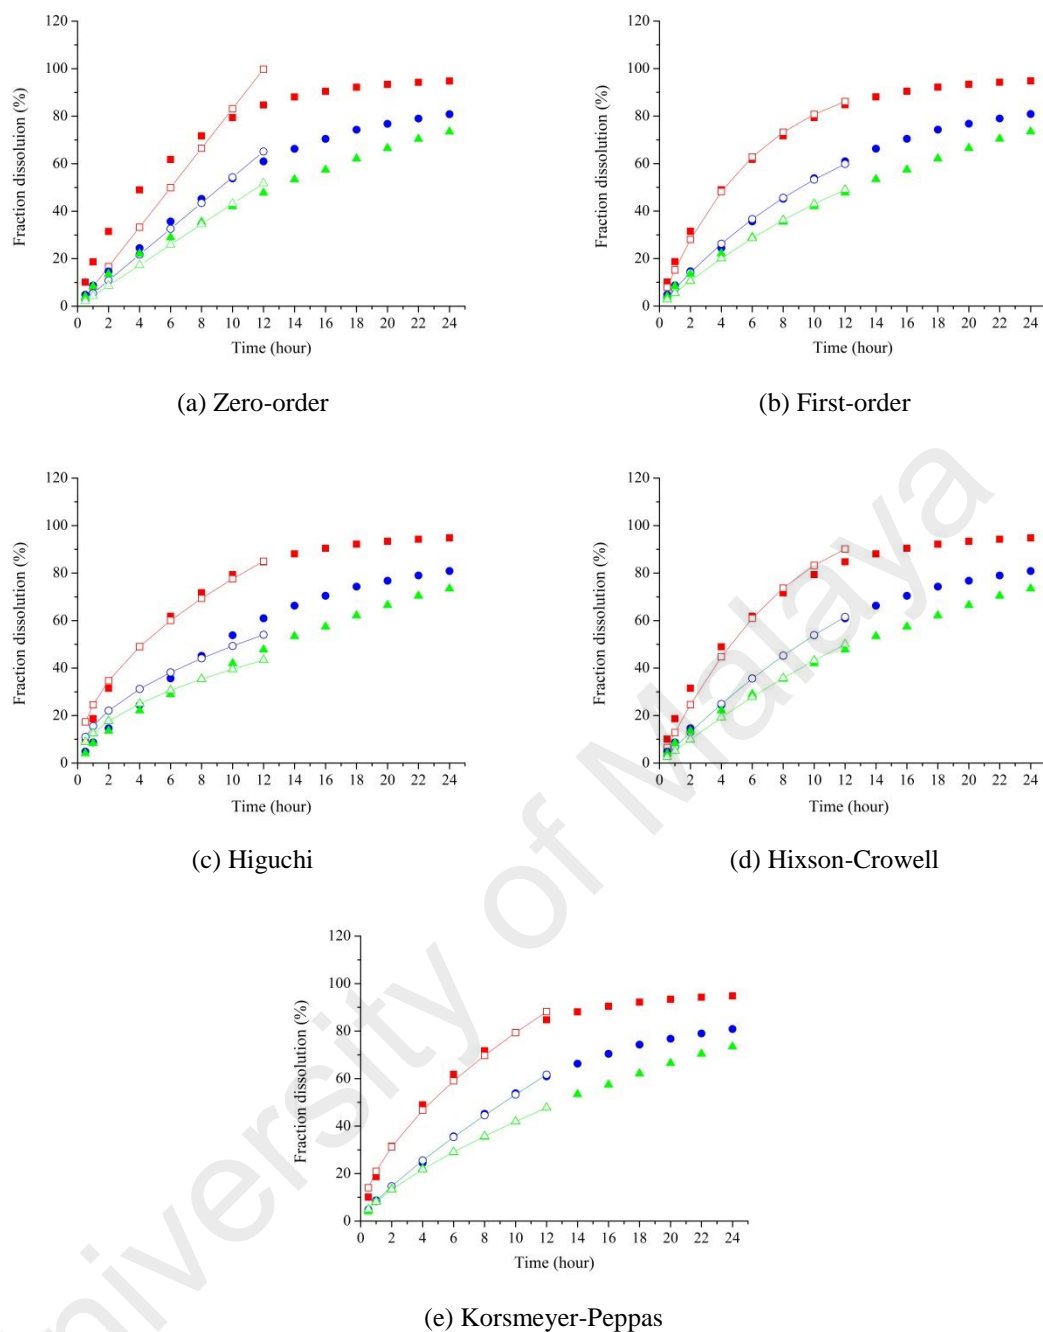 120
100
80
60
40
20
0
0 2 4 6 8 10 12 14 16 18 20 22 24
Fraction dissoluion (%)
Time (hour)
(a) Zero-order
120
100
80
60
40
20
0
0 2 4 6 8 10 12 14 16 18 20 22 24
Fraction dissolution (%)
Time (hour)
(b) First-order
120
100
80
60
40
20
0
0 2 4 6 8 10 12 14 16 18 20 22 24
Fraction dissolution (%)
Time (hour)
(c) Higuchi
120
100
80
60
40
20
0
0 2 4 6 8 10 12 14 16 18 20 22 24
Fraction dissolution (%)
Time (hour)
(d) Hixson-Crowell
120
100
80
60
40
20
0
0 2 4 6 8 10 12 14 16 18 20 22 24
Fraction dissolution (%)
Time (hour)
(e) Korsmeyer-Peppas
University of Malaya